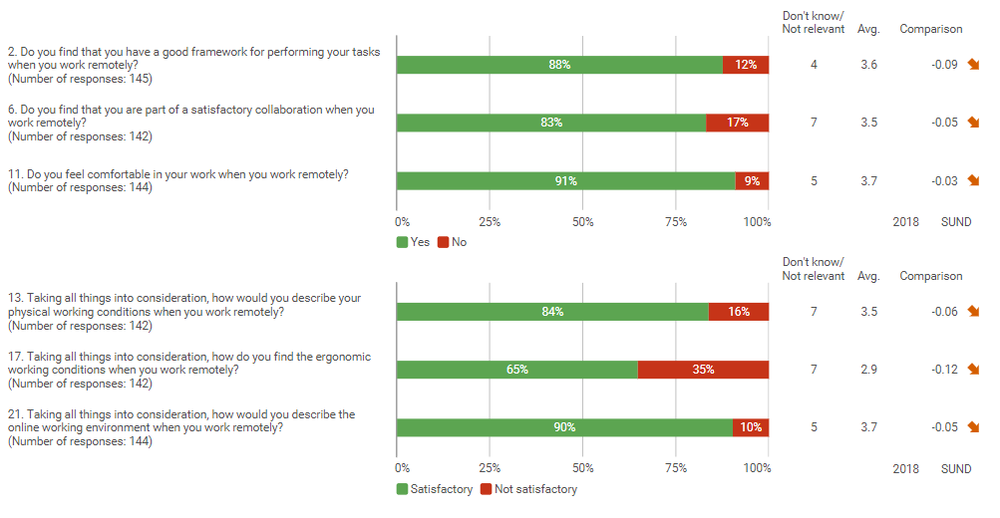 Don't know/
Not relevant Avg. Comparison
2. Do you find that you have a good framework for performing your tasks
when you work remotely?
(Number of responses: 145)
88% 12% 4 3.6 -0.09
6. Do you find that you are part of a satisfactory collaboration when you
work remotely?
(Number of responses: 142)
83% 17% 7 3.5 -0.05
11. Do you feel comfortable in your work when you work remotely?
(Number of responses: 144)
91% 9% 5 3.7 -0.03
0% 25% 50% 75% 100% 2018 SUND
Yes No
Don't know/
Not relevant Avg. Comparison
13. Taking all things into consideration, how would you describe your
physical working conditions when you work remotely?
(Number of responses: 142)
84% 16% 7 3.5 -0.06
17. Taking all things into consideration, how do you find the ergonomic
working conditions when you work remotely?
(Number of responses: 142)
65% 35% 7 2.9 -0.12
21. Taking all things into consideration, how would you describe the
online working environment when you work remotely?
(Number of responses: 144)
90% 10% 5 3.7 -0.05
0% 25% 50% 75% 100% 2018 SUND
Satisfactory Not satisfactory